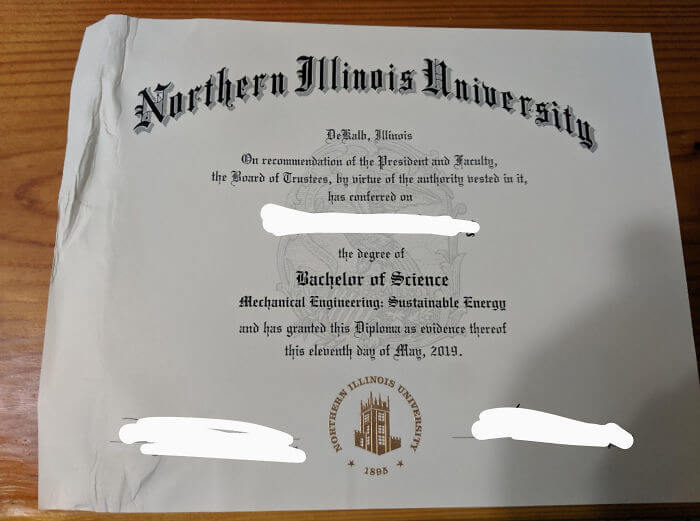 Northern Illinois University
DeKalb, Illinois
On recommendation of the President and Faculty,
the Board of Trustees, by virtue of the authority vested in it,
has conferred on
the degree of
Bachelor of Science
Mechanical Engineering: Sustainable Energy
and has granted this Diploma as evidence thereof
this eleventh day of May, 2019.
NORTHERN ILLINOIS UNIVERSITY
1895